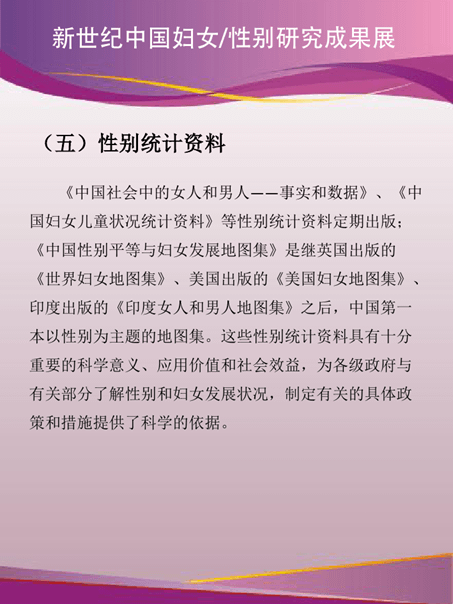 新世纪中国妇女/性别研究成果展
（五）性别统计资料
《中国社会中的女人和男人——事实和数据》、《中
国妇女儿童状况统计资料》等性别统计资料定期出版；
《中国性别平等与妇女发展地图集》是继英国出版的
《世界妇女地图集》、美国出版的《美国妇女地图集》、
印度出版的《印度女人和男人地图集》之后，中国第一
本以性别为主题的地图集。这些性别统计资料具有十分
重要的科学意义、应用价值和社会效益，为各级政府与
有关部分了解性别和妇女发展状况，制定有关的具体政
策和措施提供了科学的依据。